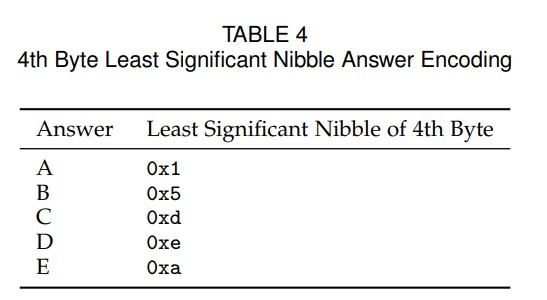 TABLE 4
4th Byte Least Significant Nibble Answer Encoding
Answer Least Significant Nibble of 4th Byte
A 0x1
B 0x5
C 0xd
D 0xe
E 0xa